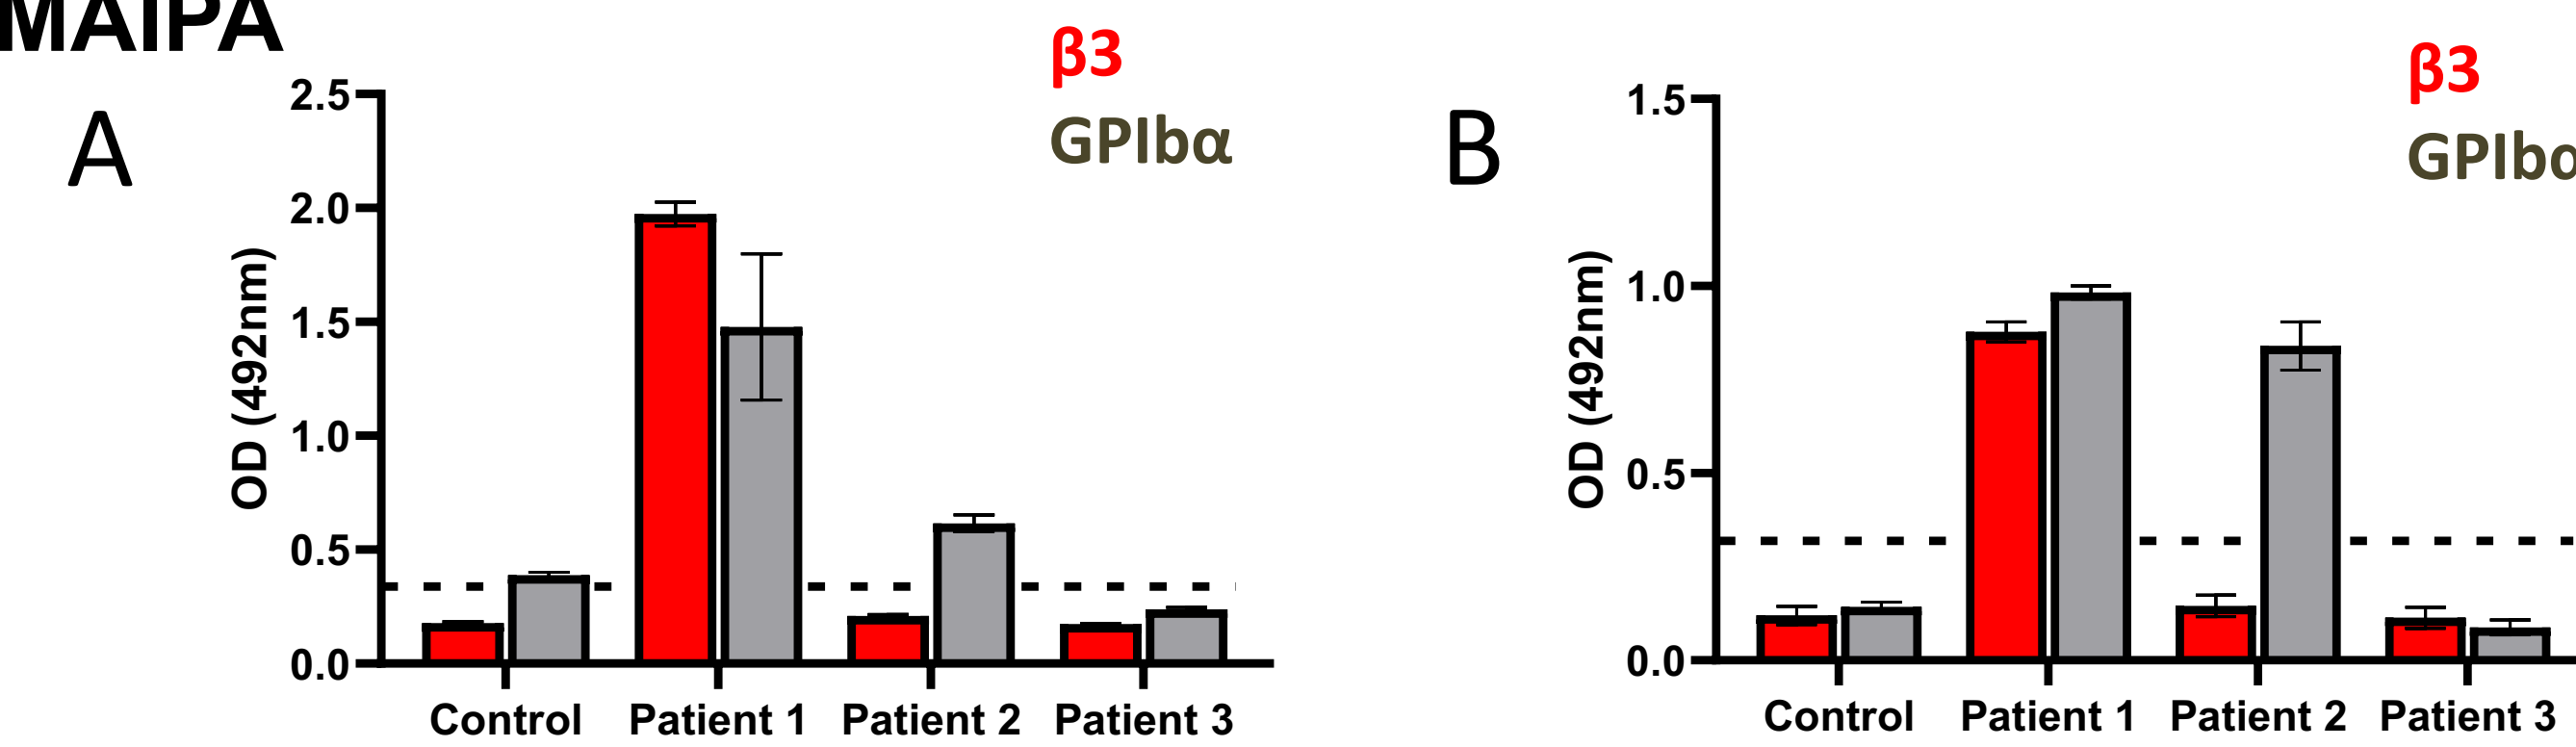 MAIPA
A
β3
GPIbα
2.5
2.0
1.5
1.0
0.5
0.0
OD (492nm)
Control Patient 1 Patient 2 Patient 3
B
β3
GPIbα
1.5
1.0
0.5
0.0
OD (492nm)
Control Patient 1 Patient 2 Patient 3